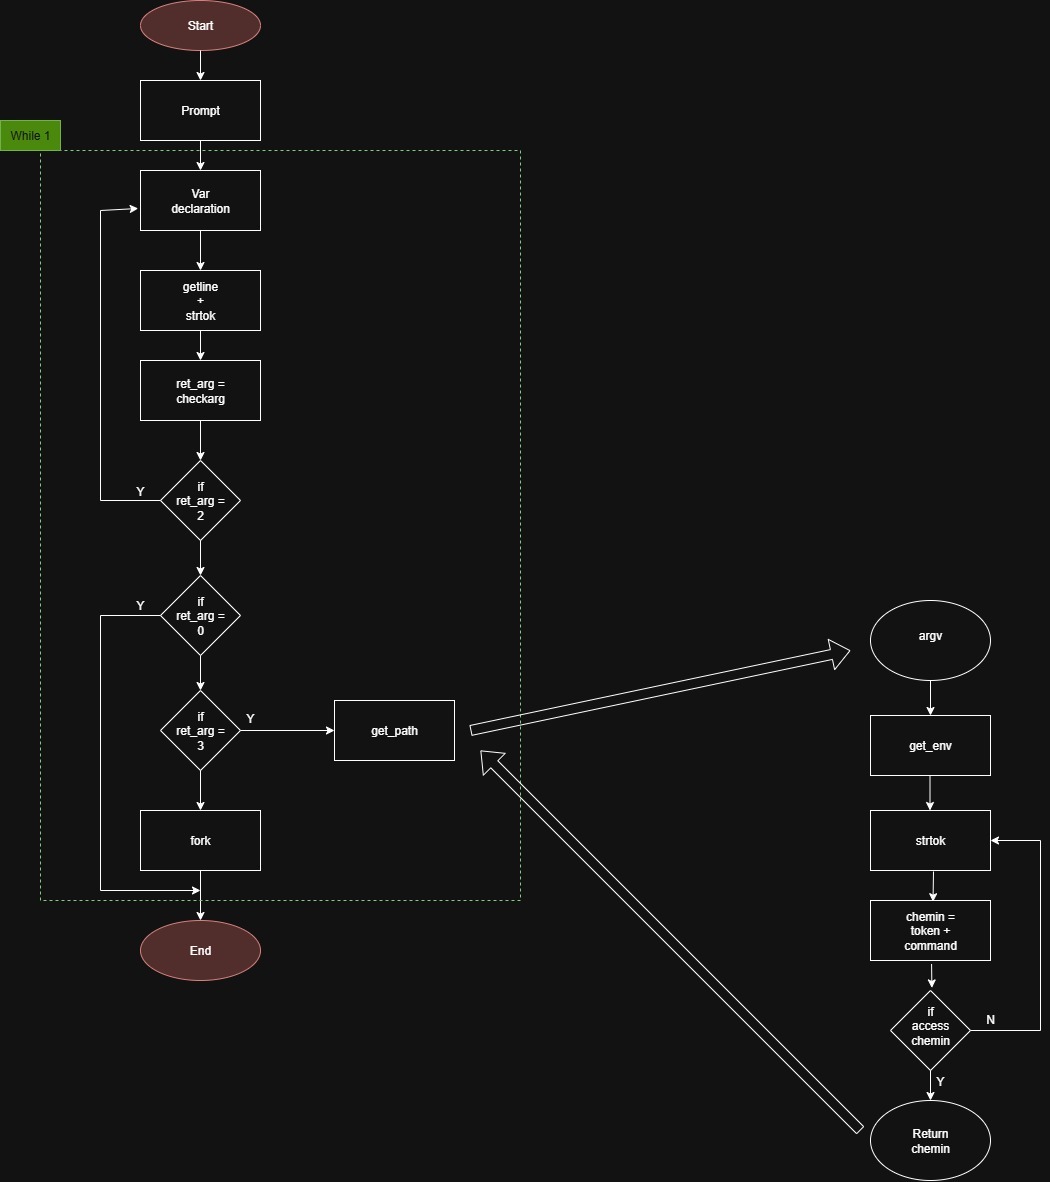 Start
Prompt
While 1
Var
declaration
getline
+
strtok
ret_arg =
checkarg
Y
if
ret_arg =
2
Y
if
ret_arg =
0
if
ret_arg =
3
Y
get_path
fork
End
argv
get_env
strtok
chemin =
token +
command
if
access
chemin
N
Y
Return
chemin